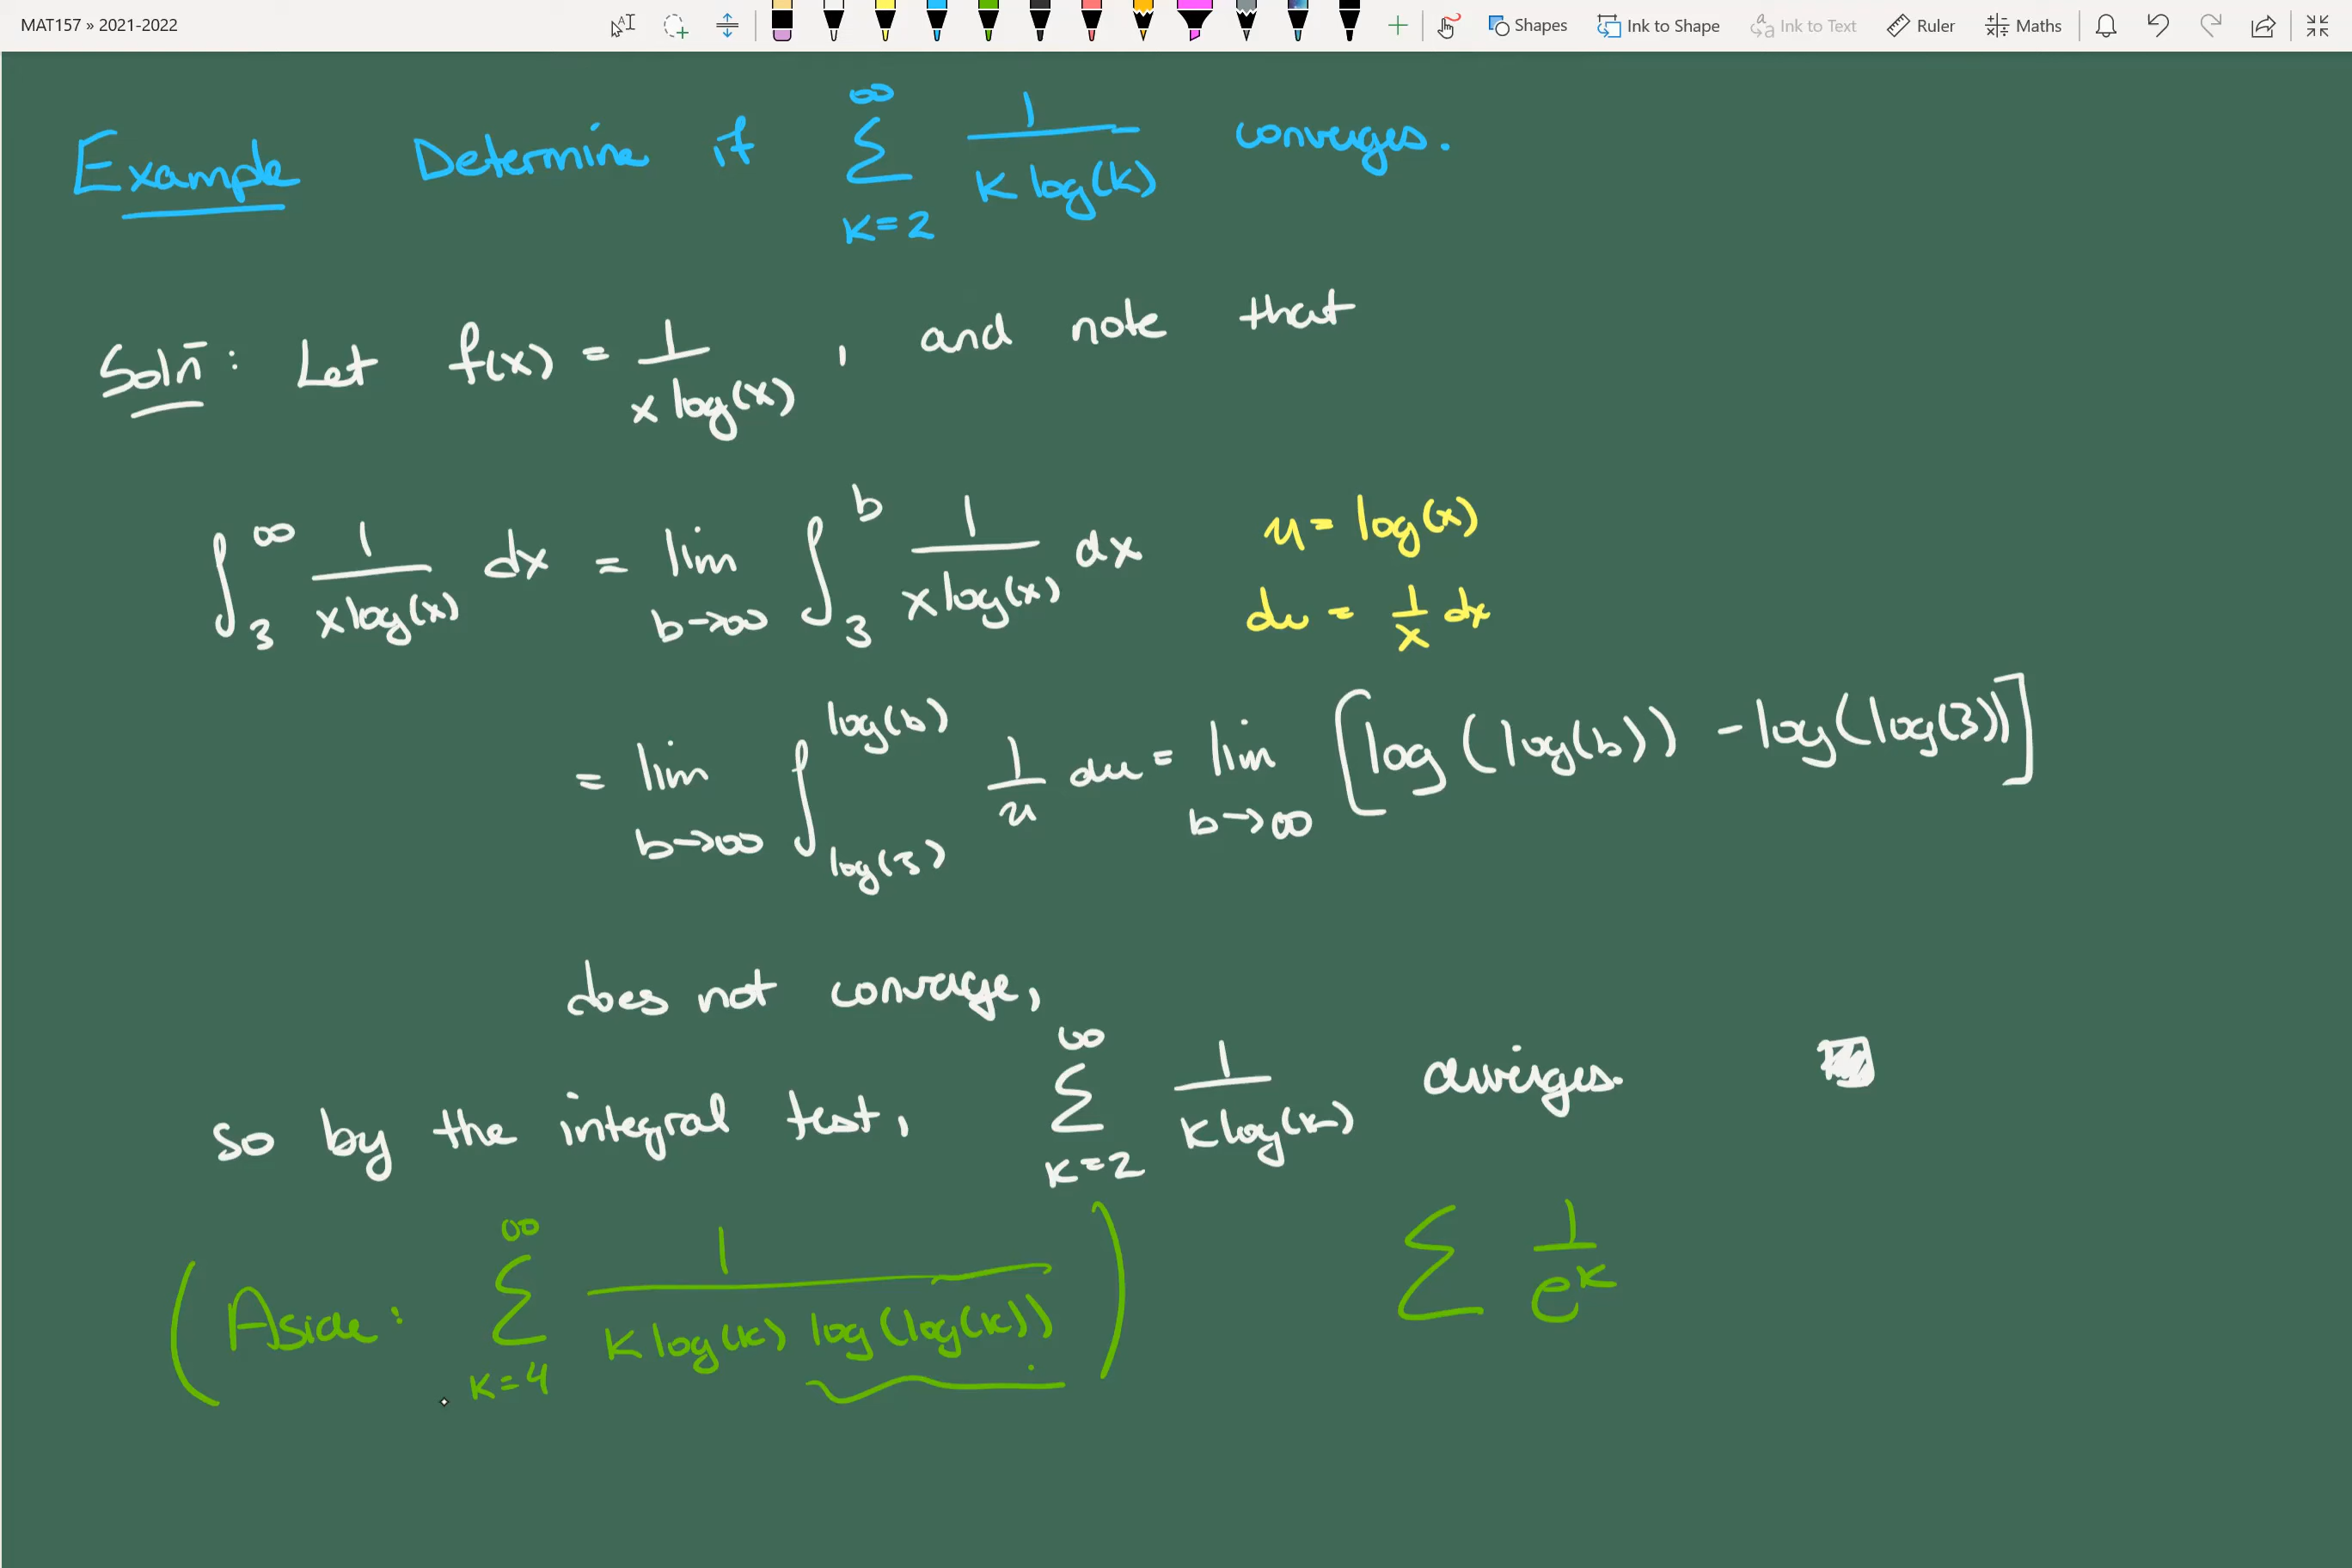 MAT157 » 2021-2022
Shapes Ink to Shape Ink to Text Ruler Maths
Example Determine if ∑_{k=2}^{∞} 1/(k log(k)) converges.
Soln̄: Let f(x) = 1/(x log(x)), and note that
∫_3^∞ 1/(x log(x)) dx = lim_{b→∞} ∫_3^b 1/(x log(x)) dx u = log(x)
du = 1/x dx
= lim_{b→∞} ∫_{log(3)}^{log(b)} 1/u du = lim_{b→∞} [log(log(b)) - log(log(3))]
does not converge,
so by the integral test, ∑_{k=2}^{∞} 1/(k log(k)) diverges.
(Aside: ∑_{k=4}^{∞} 1/(k log(k) log(log(k)))) ∑ 1/e^k